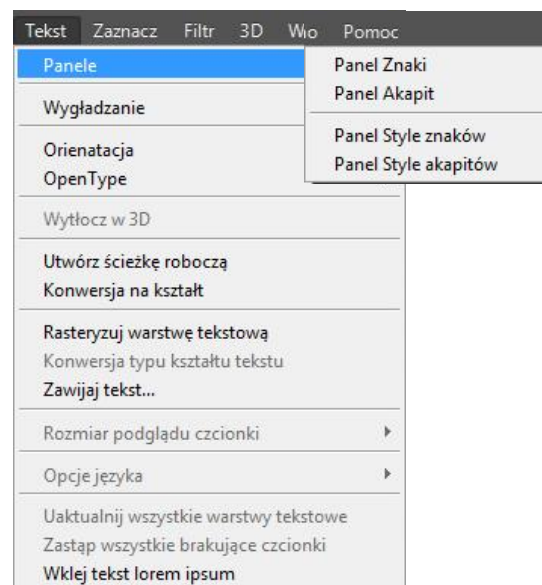 Tekst Zaznacz Filtr 3D Wio Pomoc
Panele
Panel Znaki
Panel Akapit
Panel Style znaków
Panel Style akapitów
Wygładzanie
Orienatacja
OpenType
Wytłocz w 3D
Utwórz ścieżkę roboczą
Konwersja na kształt
Rasteryzuj warstwę tekstową
Konwersja typu kształtu tekstu
Zawijaj tekst...
Rozmiar podglądu czcionki
Opcje języka
Uaktualnij wszystkie warstwy tekstowe
Zastąp wszystkie brakujące czcionki
Wklej tekst lorem ipsum